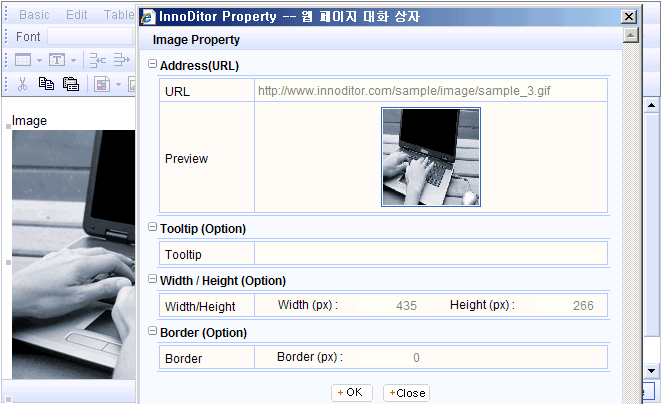 InnoDitor Property -- 웹 페이지 대화 상자
Basic Edit Table
Image Property
Font
Address(URL)
URL http://www.innoditor.com/sample/image/sample_3.gif
Image
Preview
Tooltip (Option)
Tooltip
Width / Height (Option)
Width/Height Width (px) : 435 Height (px) : 266
Border (Option)
Border Border (px) : 0
+ OK + Close